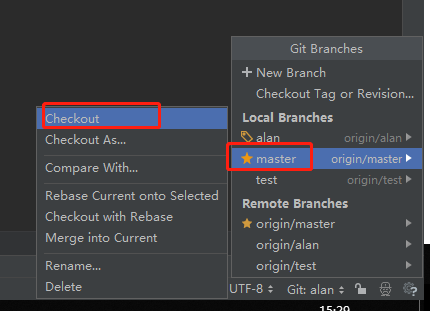 Git Branches
+ New Branch
Checkout Tag or Revision...
Local Branches
alan origin/alan
master origin/master
test origin/test
Remote Branches
origin/master
origin/alan
origin/test
Checkout
Checkout As...
Compare With...
Rebase Current onto Selected
Checkout with Rebase
Merge into Current
Rename...
Delete
UTF-8 Git: alan
15:29